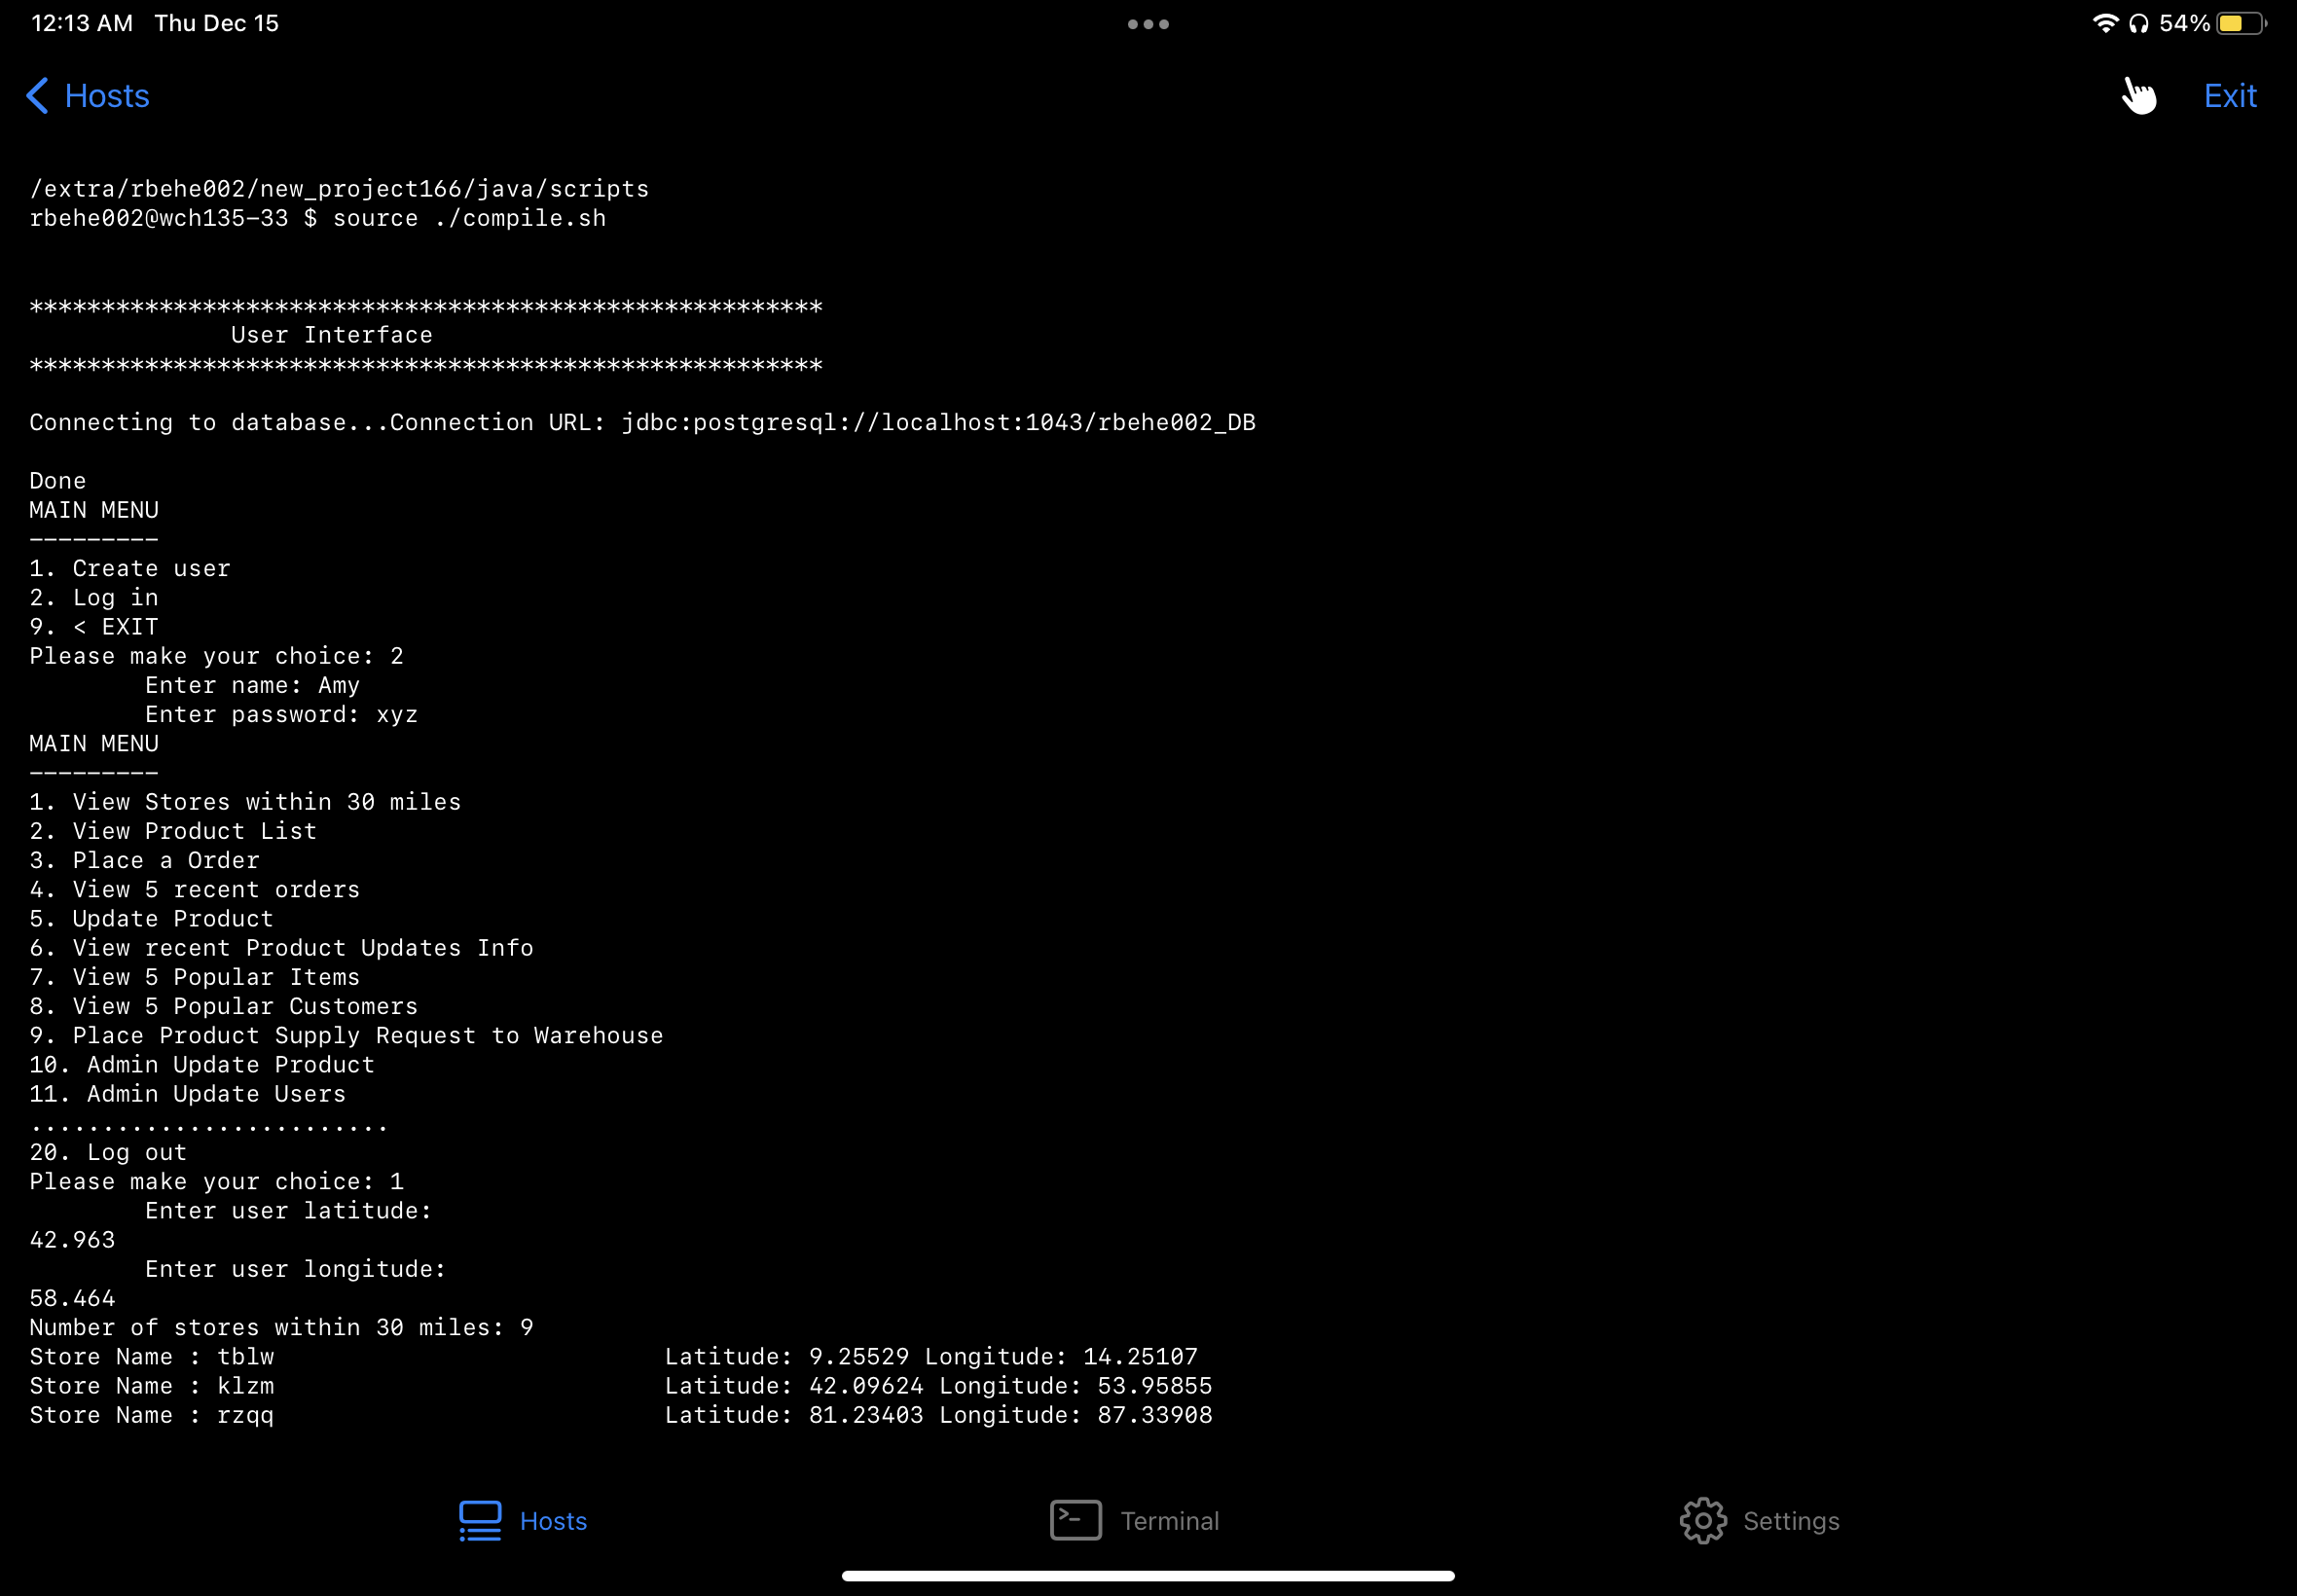 12:13 AM Thu Dec 15
54%
Hosts
Exit
/extra/rbehe002/new_project166/java/scripts
rbehe002@wch135-33 $ source ./compile.sh
*******************************************************
User Interface
*******************************************************
Connecting to database...Connection URL: jdbc:postgresql://localhost:1043/rbehe002_DB
Done
MAIN MENU
---------
1. Create user
2. Log in
9. < EXIT
Please make your choice: 2
Enter name: Amy
Enter password: xyz
MAIN MENU
---------
1. View Stores within 30 miles
2. View Product List
3. Place a Order
4. View 5 recent orders
5. Update Product
6. View recent Product Updates Info
7. View 5 Popular Items
8. View 5 Popular Customers
9. Place Product Supply Request to Warehouse
10. Admin Update Product
11. Admin Update Users
.........................
20. Log out
Please make your choice: 1
Enter user latitude:
42.963
Enter user longitude:
58.464
Number of stores within 30 miles: 9
Store Name : tblw Latitude: 9.25529 Longitude: 14.25107
Store Name : klzm Latitude: 42.09624 Longitude: 53.95855
Store Name : rzqq Latitude: 81.23403 Longitude: 87.33908
Hosts
Terminal
Settings